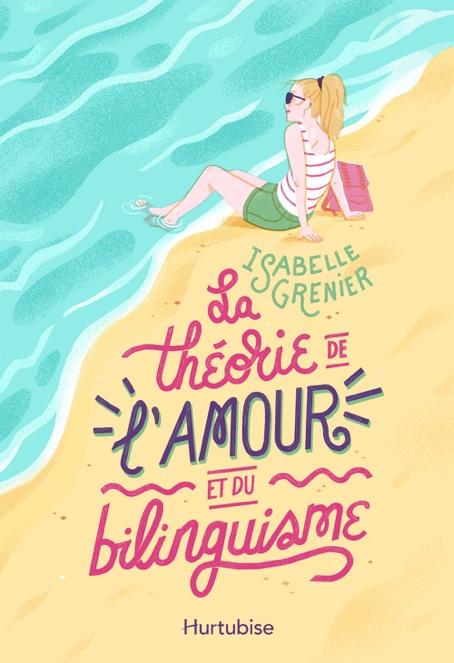 ISABELLE
GRENIER
La
théorie DE
l'AMOUR
ET DU
bilinguisme
Hurtubise